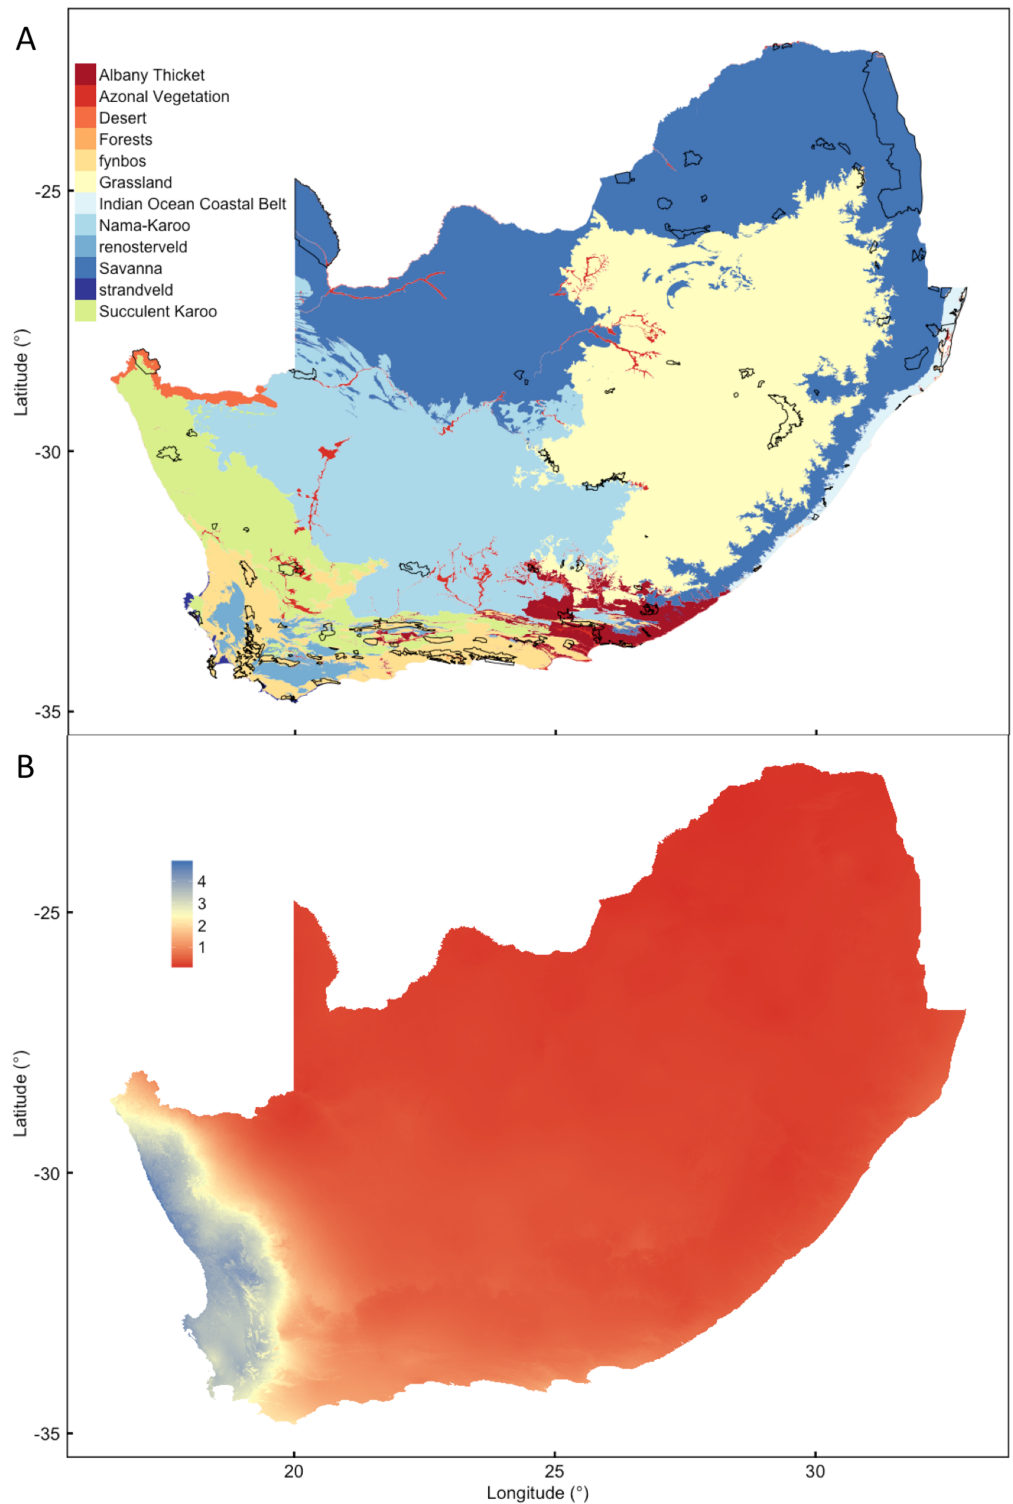 A
Albany Thicket
Azonal Vegetation
Desert
Forests
fynbos
Grassland
Indian Ocean Coastal Belt
Nama-Karoo
renosterveld
Savanna
strandveld
Succulent Karoo
-25
-30
-35
Latitude (°)
B
4
3
2
1
-25
-30
-35
Latitude (°)
20
25
30
Longitude (°)